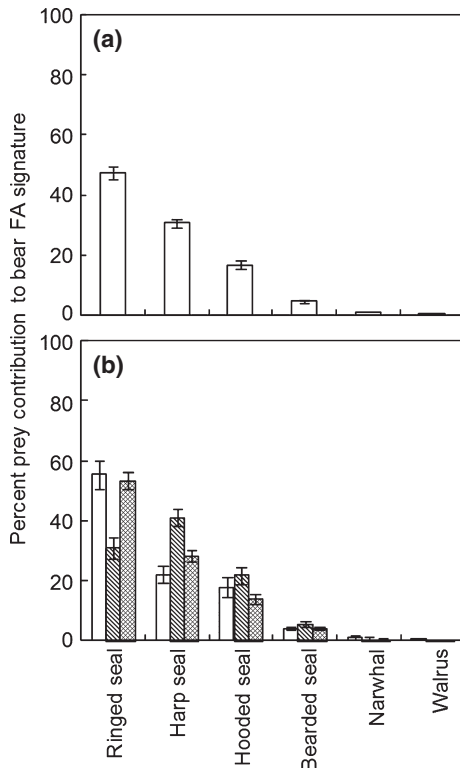 Percent prey contribution to bear FA signature
(a)
100
80
60
40
20
0
(b)
100
80
60
40
20
0
Ringed seal
Harp seal
Hooded seal
Bearded seal
Narwhal
Walrus